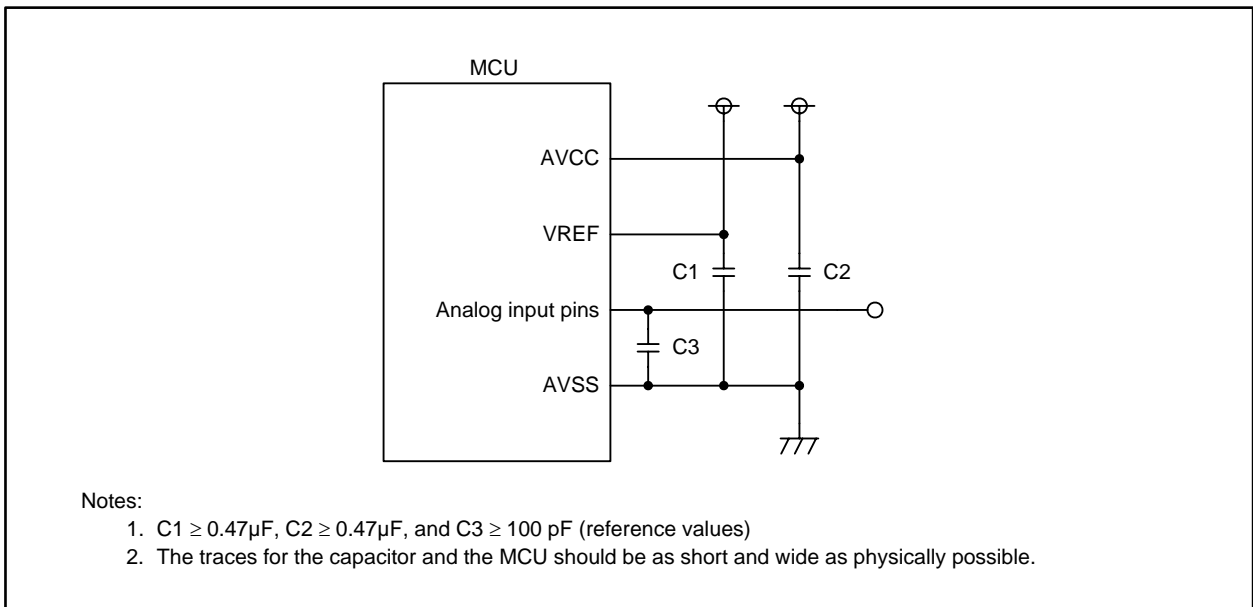 MCU
AVCC
VREF
C1
C2
Analog input pins
C3
AVSS
Notes:
1. C1 ≥ 0.47µF, C2 ≥ 0.47µF, and C3 ≥ 100 pF (reference values)
2. The traces for the capacitor and the MCU should be as short and wide as physically possible.